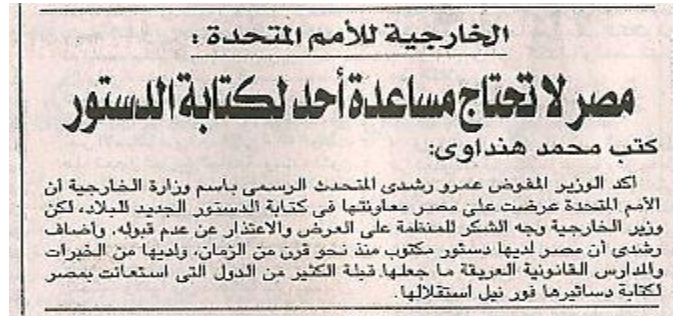 الخارجية للأمم المتحدة :
مصر لا تحتاج مساعدة أحد لكتابة الدستور
كتب محمد هنداوى:
اكد الوزير المفوض عمرو رشدى المتحدث الرسمى باسم وزارة الخارجية ان
الأمم المتحدة عرضت على مصر معاونتها فى كتابة الدستور الجديد للبلاد، لكن
وزير الخارجية وجه الشكر للمنظمة على العرض والاعتذار عن عدم قبوله. وأضاف
رشدى أن مصر لديها دستور مكتوب منذ نحو قرن من الزمان، ولديها من الخبرات
والمدارس القانونية العريقة ما جعلها قبلة الكثير من الدول التى استعانت بمصر
لكتابة دساتيرها فور نيل استقلالها.